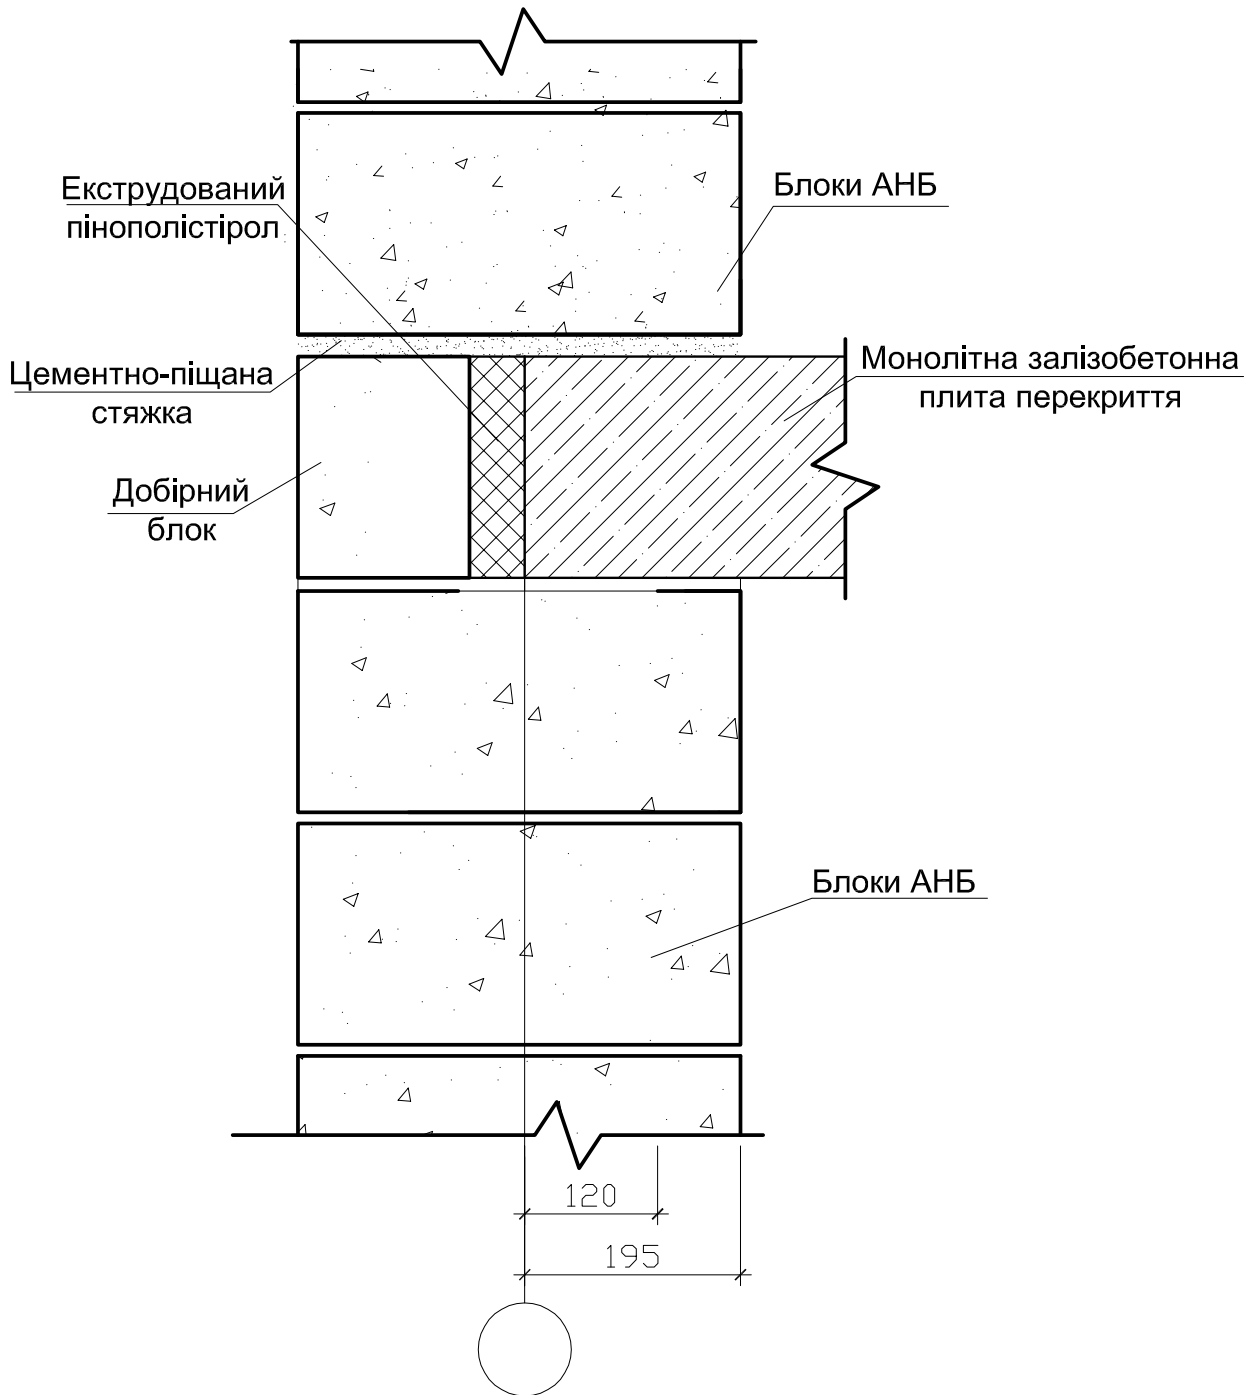 Екструдований
пінополістірол
Блоки АНБ
Цементно-піщана
стяжка
Монолітна залізобетонна
плита перекриття
Добірний
блок
Блоки АНБ
120
195